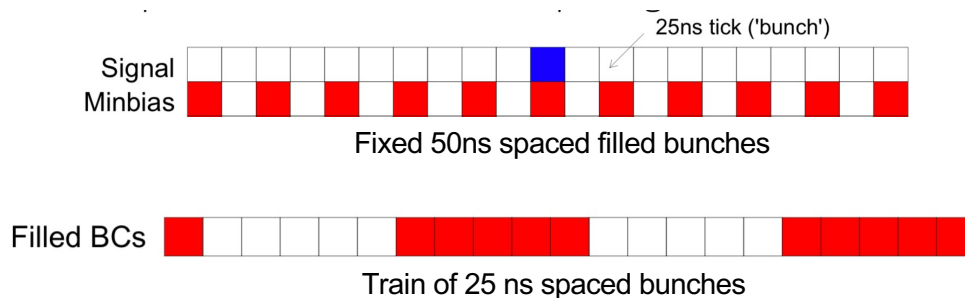 25ns tick ('bunch')
Signal
Minbias
Fixed 50ns spaced filled bunches
Filled BCs
Train of 25 ns spaced bunches